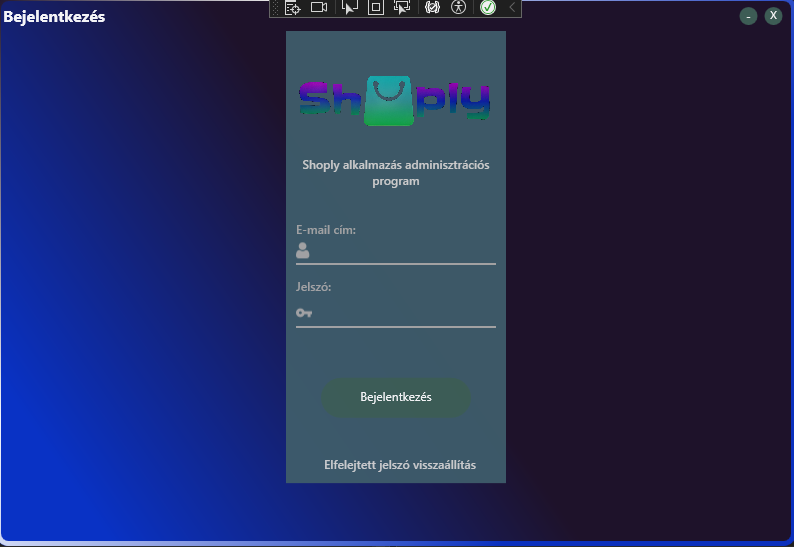 Bejelentkezés
- X
Shoply
Shoply alkalmazás adminisztrációs
program
E-mail cím:
Jelszó:
Bejelentkezés
Elfelejtett jelszó visszaállítás